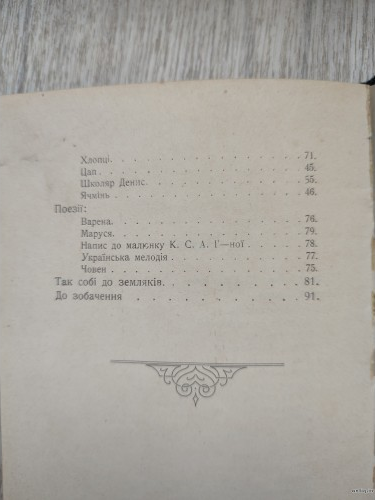 Хлопці . . . . . . . . . . 71.
Цап . . . . . . . . . . . 45.
Школяр Денис. . . . . . . . 55.
Ячмінь . . . . . . . . . . 46.
Поезії:
Варена. . . . . . . . . . 76.
Маруся. . . . . . . . . . 79.
Напис до малюнку К. С. А. Г—ної . . . . . 78.
Українська мелодія . . . . . . . 77.
Човен . . . . . . . . . . 75.
Так собі до земляків. . . . . . . . 81.
До зобачення . . . . . . . . . 91.